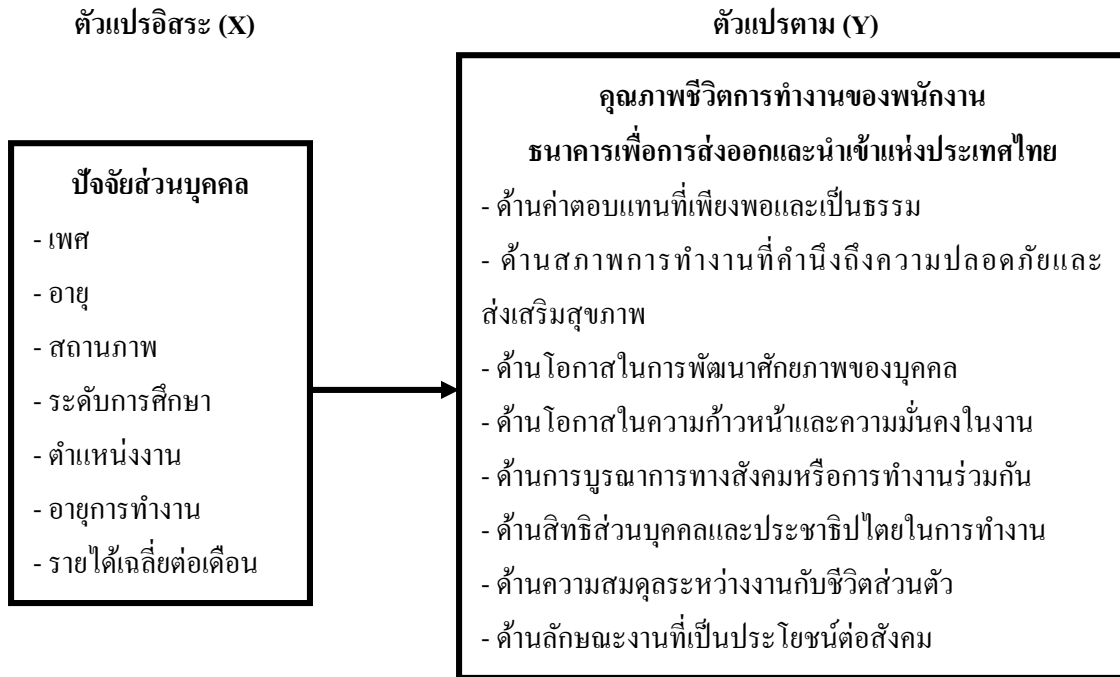 ตัวแปรอิสระ (X)
ตัวแปรตาม (Y)
ปัจจัยส่วนบุคคล
- เพศ
- อายุ
- สถานภาพ
- ระดับการศึกษา
- ตำแหน่งงาน
- อายุการทำงาน
- รายได้เฉลี่ยต่อเดือน
คุณภาพชีวิตการทำงานของพนักงาน
ธนาคารเพื่อการส่งออกและนำเข้าแห่งประเทศไทย
- ด้านค่าตอบแทนที่เพียงพอและเป็นธรรม
- ด้านสภาพการทำงานที่คำนึงถึงความปลอดภัยและ
ส่งเสริมสุขภาพ
- ด้านโอกาสในการพัฒนาศักยภาพของบุคคล
- ด้านโอกาสในความก้าวหน้าและความมั่นคงในงาน
- ด้านการบูรณาการทางสังคมหรือการทำงานร่วมกัน
- ด้านสิทธิส่วนบุคคลและประชาธิปไตยในการทำงาน
- ด้านความสมดุลระหว่างงานกับชีวิตส่วนตัว
- ด้านลักษณะงานที่เป็นประโยชน์ต่อสังคม